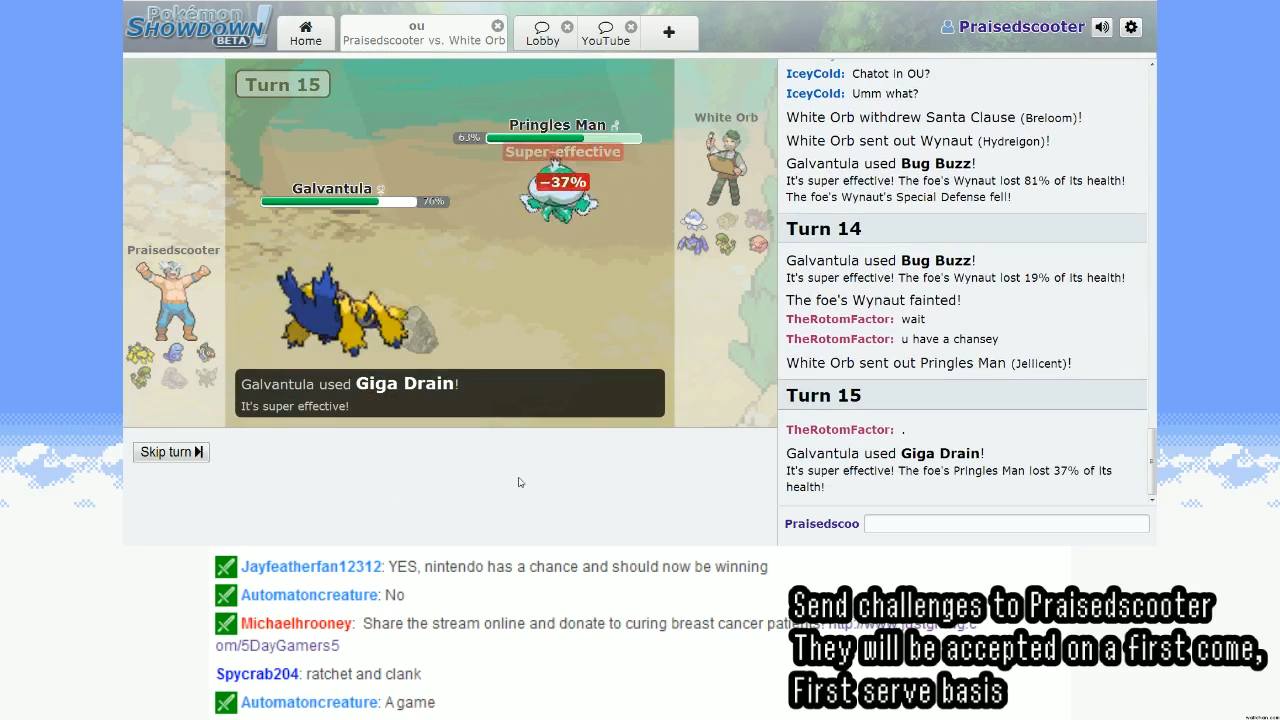 Pokémon
SHOWDOWN!
BETA
Home
ou
Praisedscooter vs. White Orb
Lobby
YouTube
Praisedscooter
Turn 15
Pringles Man
63%
Super-effective
−37%
Galvantula
76%
Praisedscooter
White Orb
Galvantula used Giga Drain!
It's super effective!
Skip turn
IceyCold: Chatot in OU?
IceyCold: Umm what?
White Orb withdrew Santa Clause (Breloom)!
White Orb sent out Wynaut (Hydreigon)!
Galvantula used Bug Buzz!
It's super effective! The foe's Wynaut lost 81% of its health!
The foe's Wynaut's Special Defense fell!
Turn 14
Galvantula used Bug Buzz!
It's super effective! The foe's Wynaut lost 19% of its health!
The foe's Wynaut fainted!
TheRotomFactor: wait
TheRotomFactor: u have a chansey
White Orb sent out Pringles Man (Jellicent)!
Turn 15
TheRotomFactor: .
Galvantula used Giga Drain!
It's super effective! The foe's Pringles Man lost 37% of its
health!
Praisedscoo
Jayfeatherfan12312: YES, nintendo has a chance and should now be winning
Automatoncreature: No
Michaelhrooney: Share the stream online and donate to curing breast cancer patients!
om/5DayGamers5
Spycrab204: ratchet and clank
Automatoncreature: A game
Send challenges to Praisedscooter
They will be accepted on a first come,
First serve basis